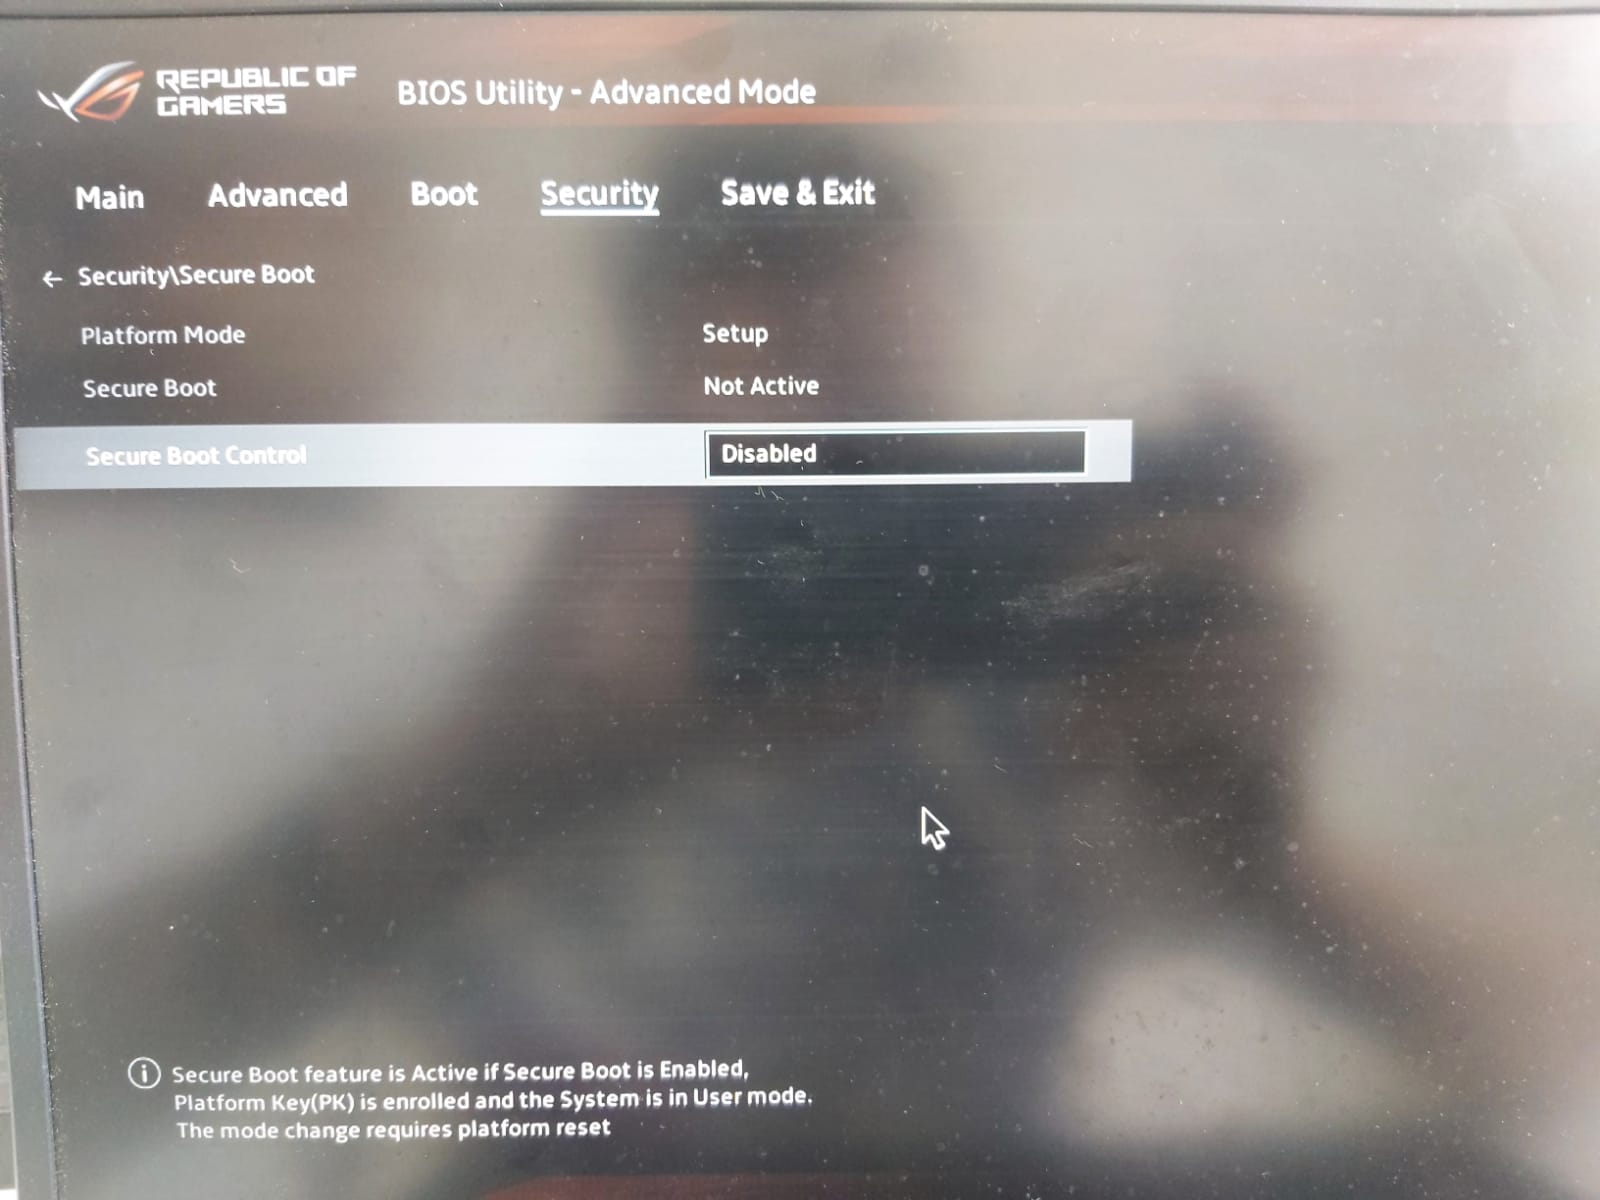 REPUBLIC OF
GAMERS
BIOS Utility - Advanced Mode
Main Advanced Boot Security Save & Exit
← Security\Secure Boot
Platform Mode Setup
Secure Boot Not Active
Secure Boot Control Disabled
Secure Boot feature is Active if Secure Boot is Enabled,
Platform Key(PK) is enrolled and the System is in User mode.
The mode change requires platform reset